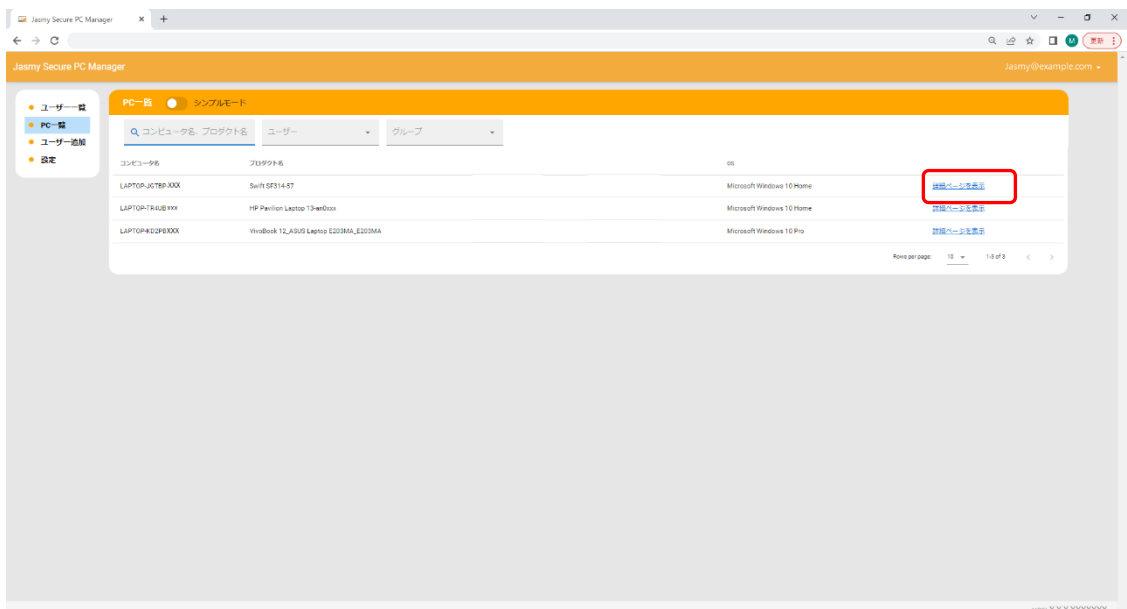 Jasmy Secure PC Manager
更新
Jasmy Secure PC Manager
Jasmy@example.com
ユーザー一覧
PC一覧
ユーザー追加
設定
PC一覧 シンプルモード
コンピュータ名、プロダクト名 ユーザー グループ
コンピュータ名 プロダクト名 OS
LAPTOP-JGTBP-XXX Swift SF314-57 Microsoft Windows 10 Home 詳細ページを表示
LAPTOP-TR4UBXXX HP Pavilion Laptop 13-an0xxx Microsoft Windows 10 Home 詳細ページを表示
LAPTOP-KD2PBXXX VivoBook 12_ASUS Laptop E203MA_E203MA Microsoft Windows 10 Pro 詳細ページを表示
Rows per page: 10 1-3 of 3